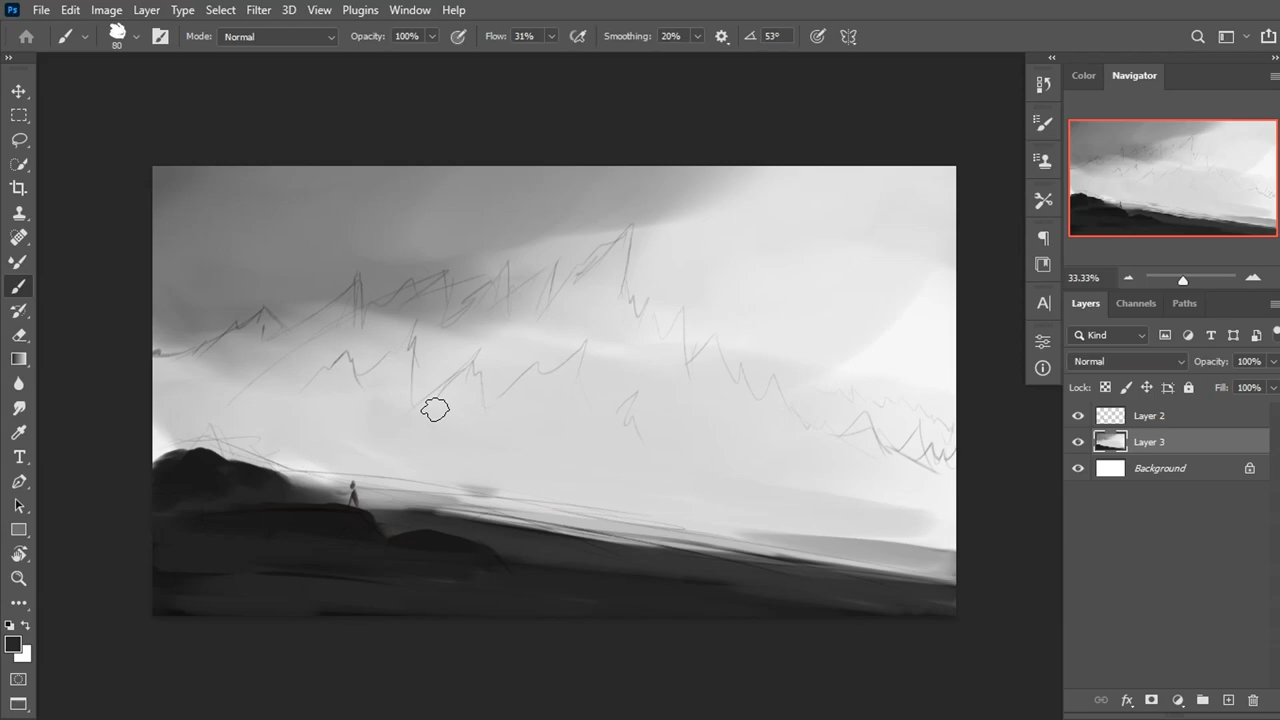 Ps File Edit Image Layer Type Select Filter 3D View Plugins Window Help
80 Mode: Normal Opacity: 100% Flow: 31% Smoothing: 20% 53°
Color Navigator
33.33%
Layers Channels Paths
Kind
Normal Opacity: 100%
Lock: Fill: 100%
Layer 2
Layer 3
Background
fx